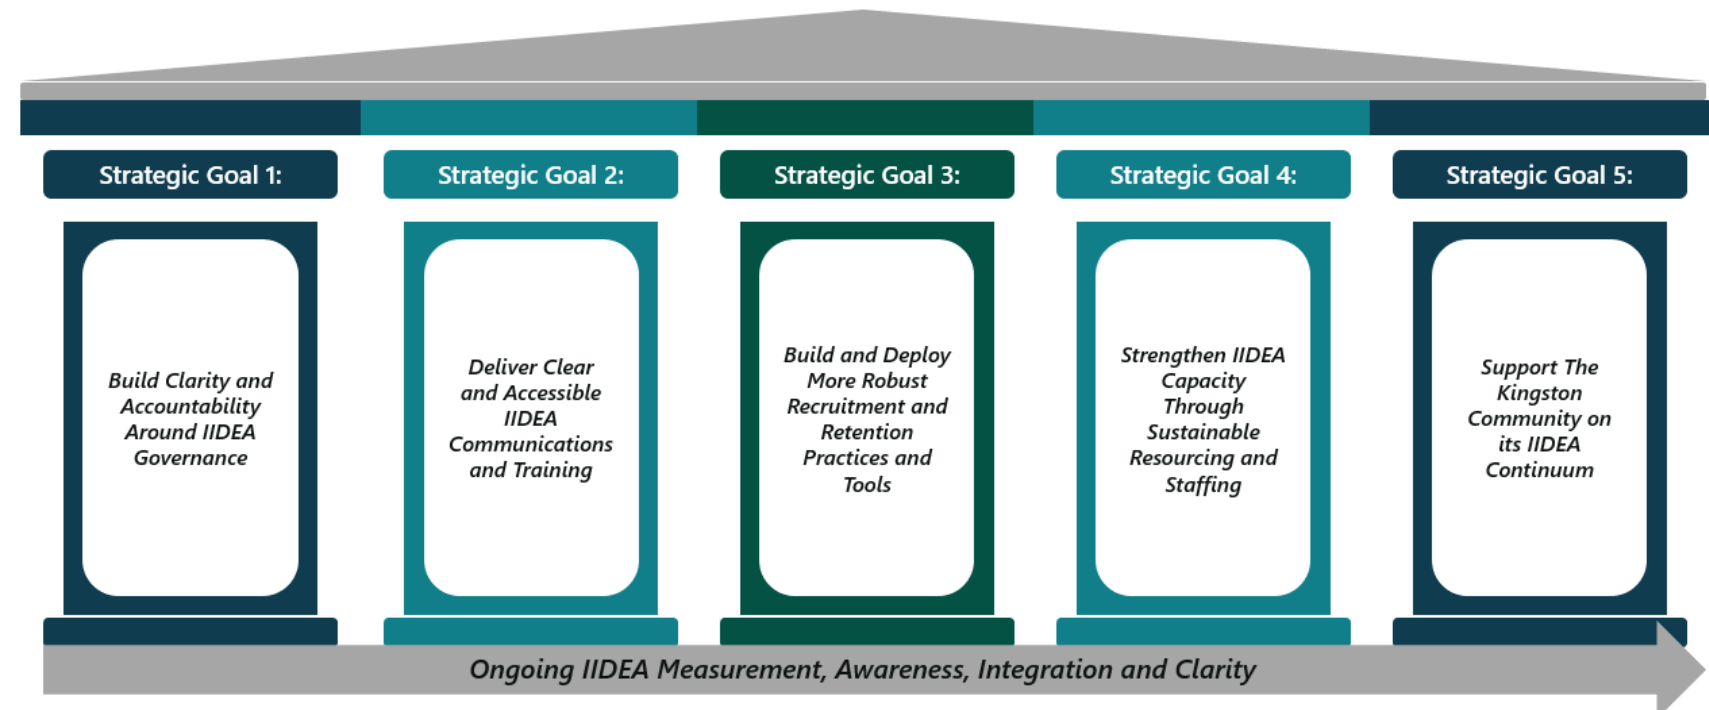 Strategic Goal 1:
Strategic Goal 2:
Strategic Goal 3:
Strategic Goal 4:
Strategic Goal 5:
Build Clarity and
Accountability
Around IIDEA
Governance
Deliver Clear
and Accessible
IIDEA
Communications
and Training
Build and Deploy
More Robust
Recruitment and
Retention
Practices and
Tools
Strengthen IIDEA
Capacity
Through
Sustainable
Resourcing and
Staffing
Support The
Kingston
Community on
its IIDEA
Continuum
Ongoing IIDEA Measurement, Awareness, Integration and Clarity